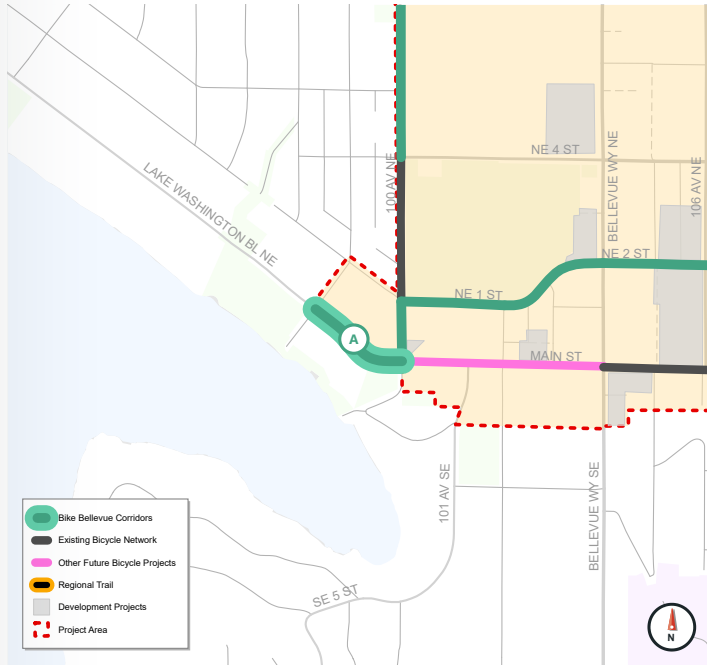 NE 4 ST
BELLEVUE WY NE
100 AV NE
106 AV NE
LAKE WASHINGTON BL NE
NE 2 ST
NE 1 ST
A
MAIN ST
101 AV SE
BELLEVUE WY SE
SE 5 ST
Bike Bellevue Corridors
Existing Bicycle Network
Other Future Bicycle Projects
Regional Trail
Development Projects
Project Area
N